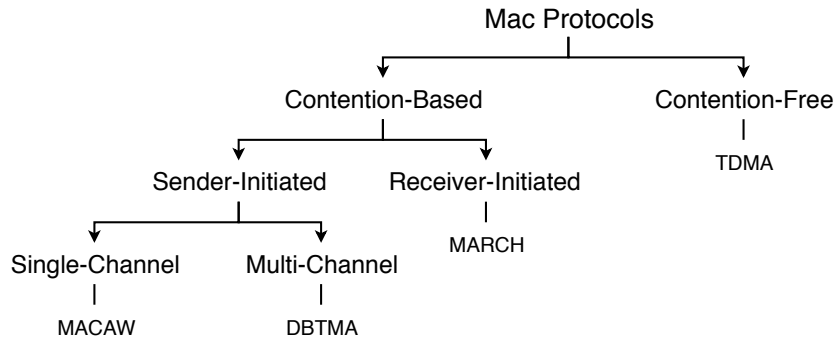 Mac Protocols
Contention-Based
Contention-Free
TDMA
Sender-Initiated
Receiver-Initiated
MARCH
Single-Channel
Multi-Channel
MACAW
DBTMA